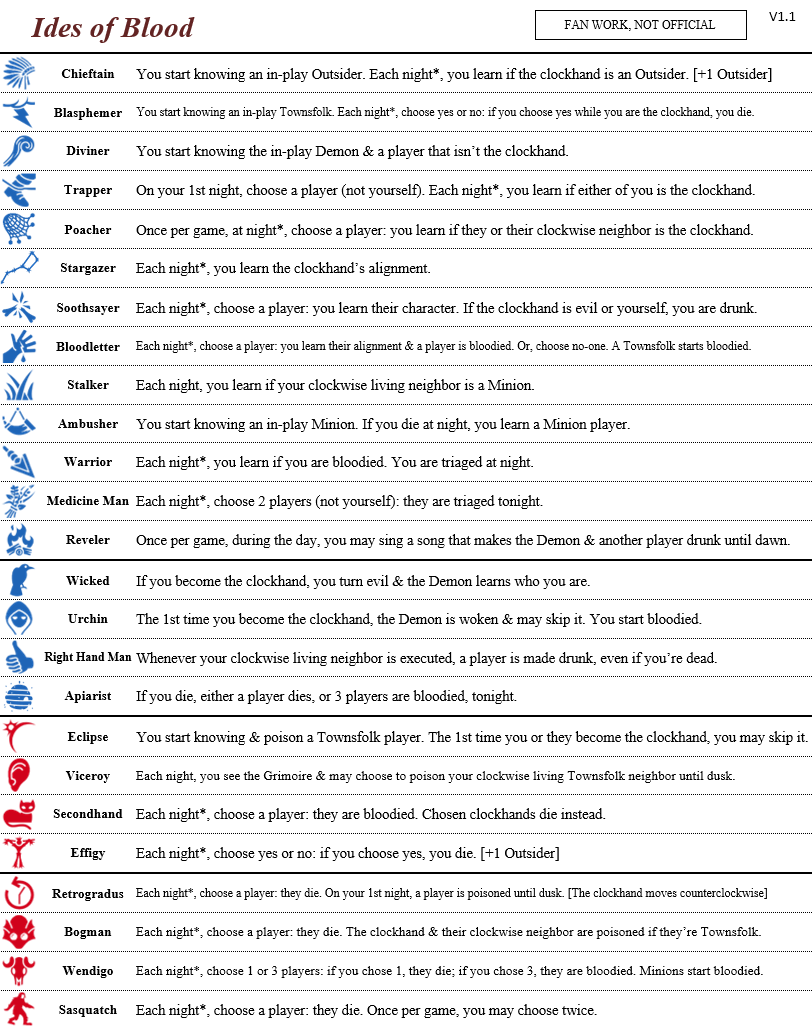 Ides of Blood
FAN WORK, NOT OFFICIAL
V1.1
Chieftain You start knowing an in-play Outsider. Each night*, you learn if the clockhand is an Outsider. [+1 Outsider]
Blasphemer You start knowing an in-play Townsfolk. Each night*, choose yes or no: if you choose yes while you are the clockhand, you die.
Diviner You start knowing the in-play Demon & a player that isn't the clockhand.
Trapper On your 1st night, choose a player (not yourself). Each night*, you learn if either of you is the clockhand.
Poacher Once per game, at night*, choose a player: you learn if they or their clockwise neighbor is the clockhand.
Stargazer Each night*, you learn the clockhand's alignment.
Soothsayer Each night*, choose a player: you learn their character. If the clockhand is evil or yourself, you are drunk.
Bloodletter Each night*, choose a player: you learn their alignment & a player is bloodied. Or, choose no-one. A Townsfolk starts bloodied.
Stalker Each night, you learn if your clockwise living neighbor is a Minion.
Ambusher You start knowing an in-play Minion. If you die at night, you learn a Minion player.
Warrior Each night*, you learn if you are bloodied. You are triaged at night.
Medicine Man Each night*, choose 2 players (not yourself): they are triaged tonight.
Reveler Once per game, during the day, you may sing a song that makes the Demon & another player drunk until dawn.
Wicked If you become the clockhand, you turn evil & the Demon learns who you are.
Urchin The 1st time you become the clockhand, the Demon is woken & may skip it. You start bloodied.
Right Hand Man Whenever your clockwise living neighbor is executed, a player is made drunk, even if you're dead.
Apiarist If you die, either a player dies, or 3 players are bloodied, tonight.
Eclipse You start knowing & poison a Townsfolk player. The 1st time you or they become the clockhand, you may skip it.
Viceroy Each night, you see the Grimoire & may choose to poison your clockwise living Townsfolk neighbor until dusk.
Secondhand Each night*, choose a player: they are bloodied. Chosen clockhands die instead.
Effigy Each night*, choose yes or no: if you choose yes, you die. [+1 Outsider]
Retrogradus Each night*, choose a player: they die. On your 1st night, a player is poisoned until dusk. [The clockhand moves counterclockwise]
Bogman Each night*, choose a player: they die. The clockhand & their clockwise neighbor are poisoned if they're Townsfolk.
Wendigo Each night*, choose 1 or 3 players: if you chose 1, they die; if you chose 3, they are bloodied. Minions start bloodied.
Sasquatch Each night*, choose a player: they die. Once per game, you may choose twice.